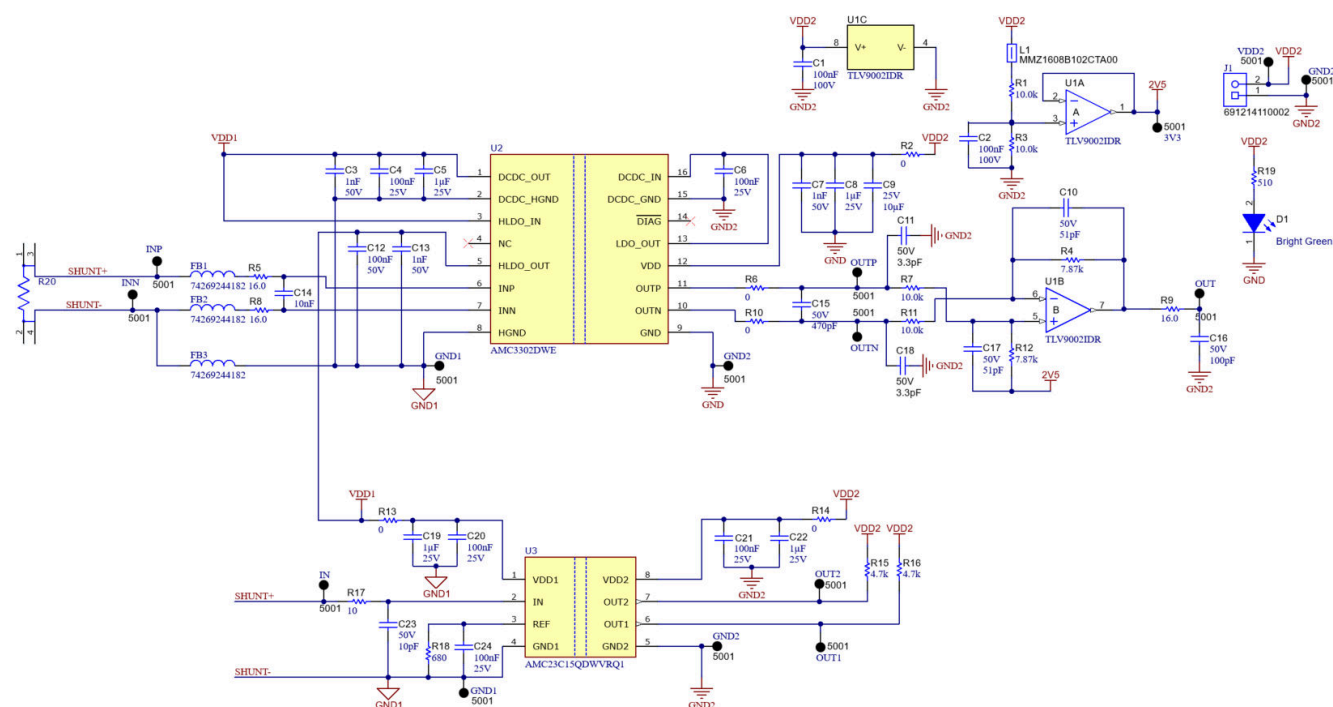 VDD2
U1C
8
V+
V-
4
TLV9002IDR
C1
100nF
100V
GND2
GND2
VDD2
L1
MMZ1608B102CTA00
R1
10.0k
U1A
2
3
A
1
2V5
5001
3V3
TLV9002IDR
C2
100nF
100V
R3
10.0k
GND2
VDD2
5001
VDD2
GND2
5001
J1
2
1
691214110002
GND2
VDD2
R19
510
2
D1
1
Bright Green
GND
VDD1
C3
1nF
50V
C4
100nF
25V
C5
1µF
25V
U2
1
DCDC_OUT
2
DCDC_HGND
3
HLDO_IN
4
NC
5
HLDO_OUT
6
INP
7
INN
8
HGND
DCDC_IN
16
DCDC_GND
15
DIAG
14
LDO_OUT
13
VDD
12
OUTP
11
OUTN
10
GND
9
AMC3302DWE
C6
100nF
25V
GND2
VDD2
R2
0
C7
1nF
50V
C8
1µF
25V
C9
25V
10µF
GND
C11
50V
3.3pF
GND2
C12
100nF
50V
C13
1nF
50V
1
3
R20
2
4
SHUNT+
SHUNT-
INP
5001
INN
5001
FB1
74269244182
FB2
74269244182
FB3
74269244182
R5
16.0
R8
16.0
C14
10nF
GND1
5001
GND1
GND2
5001
GND
R6
0
R10
0
OUTP
5001
C15
50V
470pF
5001
OUTN
R7
10.0k
R11
10.0k
C18
50V
3.3pF
GND2
C10
50V
51pF
R4
7.87k
U1B
6
5
B
7
TLV9002IDR
C17
50V
51pF
R12
7.87k
2V5
R9
16.0
OUT
5001
C16
50V
100pF
GND2
VDD1
R13
0
C19
1µF
25V
C20
100nF
25V
GND1
U3
1
VDD1
2
IN
3
REF
4
GND1
VDD2
8
OUT2
7
OUT1
6
GND2
5
AMC23C15QDWVRQ1
SHUNT+
SHUNT-
IN
5001
R17
10
C23
50V
10pF
R18
680
C24
100nF
25V
GND1
GND1
5001
VDD2
R14
0
C21
100nF
25V
C22
1µF
25V
GND2
VDD2
VDD2
R15
4.7k
R16
4.7k
OUT2
5001
5001
OUT1
GND2
5001
GND2